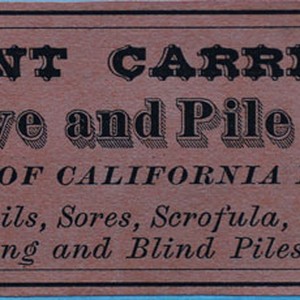 NT CARR
ve and Pile
OF CALIFORNIA
ils, Sores, Scrofula,
ng and Blind Piles